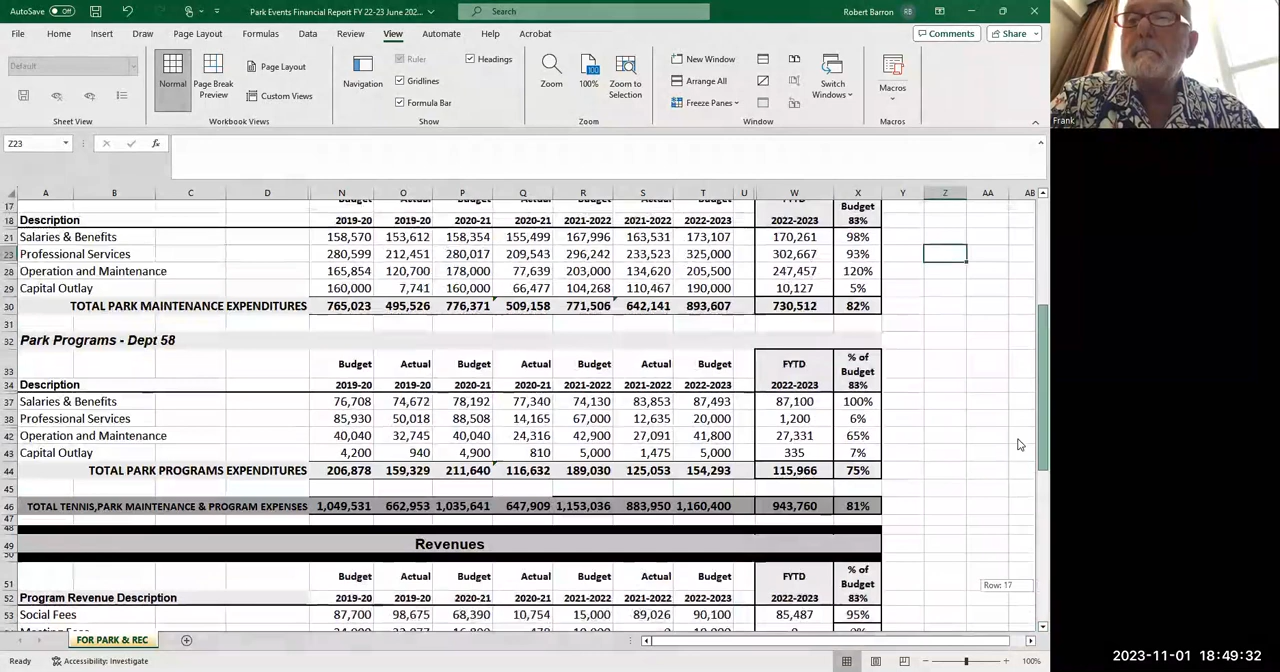 AutoSave Off Park Events Financial Report FY 22-23 June 202... Search Robert Barron RB
File Home Insert Draw Page Layout Formulas Data Review View Automate Help Acrobat Comments Share
Default Normal Page Break Preview Page Layout Custom Views Navigation Ruler Gridlines Formula Bar Headings Zoom 100 100% Zoom to Selection New Window Arrange All Freeze Panes Switch Windows Macros
Sheet View Workbook Views Show Zoom Window Macros
Frank
Z23 fx
A B C D N O P Q R S T U W X Y Z AA AB
17 Budget
18 Description 2019-20 2019-20 2020-21 2020-21 2021-2022 2021-2022 2022-2023 2022-2023 83%
21 Salaries & Benefits 158,570 153,612 158,354 155,499 167,996 163,531 173,107 170,261 98%
23 Professional Services 280,599 212,451 280,017 209,543 296,242 233,523 325,000 302,667 93%
28 Operation and Maintenance 165,854 120,700 178,000 77,639 203,000 134,620 205,500 247,457 120%
29 Capital Outlay 160,000 7,741 160,000 66,477 104,268 110,467 190,000 10,127 5%
30 TOTAL PARK MAINTENANCE EXPENDITURES 765,023 495,526 776,371 509,158 771,506 642,141 893,607 730,512 82%
31
32 Park Programs - Dept 58
33 Budget Actual Budget Actual Budget Actual Budget FYTD % of Budget
34 Description 2019-20 2019-20 2020-21 2020-21 2021-2022 2021-2022 2022-2023 2022-2023 83%
37 Salaries & Benefits 76,708 74,672 78,192 77,340 74,130 83,853 87,493 87,100 100%
38 Professional Services 85,930 50,018 88,508 14,165 67,000 12,635 20,000 1,200 6%
42 Operation and Maintenance 40,040 32,745 40,040 24,316 42,900 27,091 41,800 27,331 65%
43 Capital Outlay 4,200 940 4,900 810 5,000 1,475 5,000 335 7%
44 TOTAL PARK PROGRAMS EXPENDITURES 206,878 159,329 211,640 116,632 189,030 125,053 154,293 115,966 75%
45
46 TOTAL TENNIS,PARK MAINTENANCE & PROGRAM EXPENSES 1,049,531 662,953 1,035,641 647,909 1,153,036 883,950 1,160,400 943,760 81%
47
48
49 Revenues
50
51 Budget Actual Budget Actual Budget Actual Budget FYTD % of Budget
52 Program Revenue Description 2019-20 2019-20 2020-21 2020-21 2021-2022 2021-2022 2022-2023 2022-2023 83%
Row: 17
53 Social Fees 87,700 98,675 68,390 10,754 15,000 89,026 90,100 85,487 95%
FOR PARK & REC
Ready Accessibility: Investigate 100%
2023-11-01 18:49:32